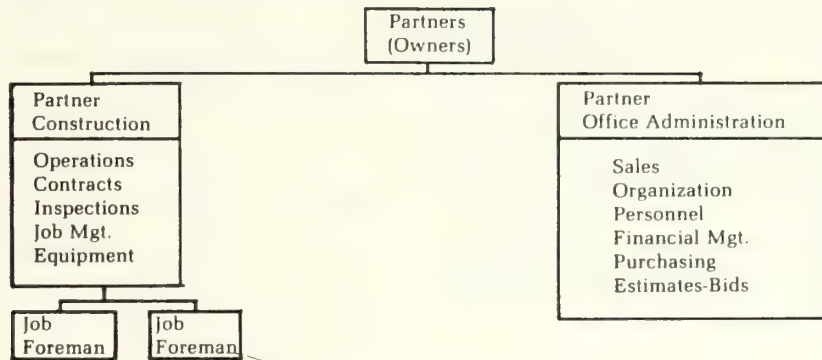 Partners
(Owners)
Partner
Construction
Operations
Contracts
Inspections
Job Mgt.
Equipment
Partner
Office Administration
Sales
Organization
Personnel
Financial Mgt.
Purchasing
Estimates-Bids
Job
Foreman
Job
Foreman